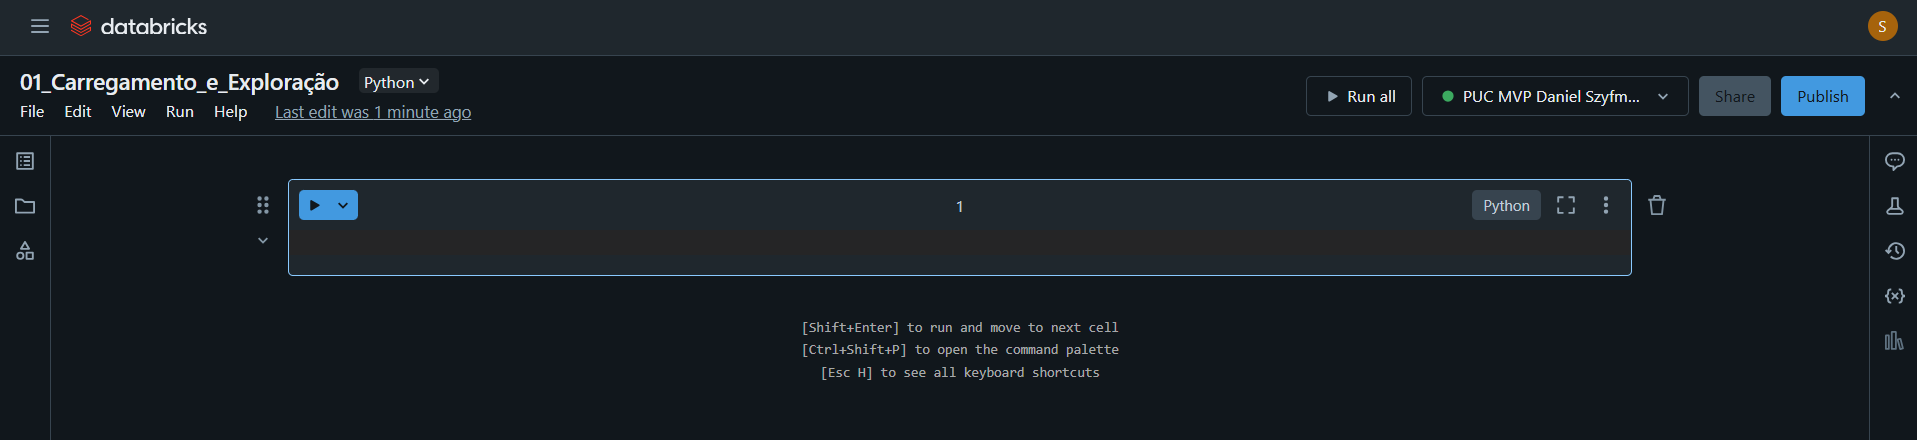 databricks
S
01_Carregamento_e_Exploração Python
File Edit View Run Help Last edit was 1 minute ago
Run all
PUC MVP Daniel Szyfm...
Share
Publish
1
Python
[Shift+Enter] to run and move to next cell
[Ctrl+Shift+P] to open the command palette
[Esc H] to see all keyboard shortcuts